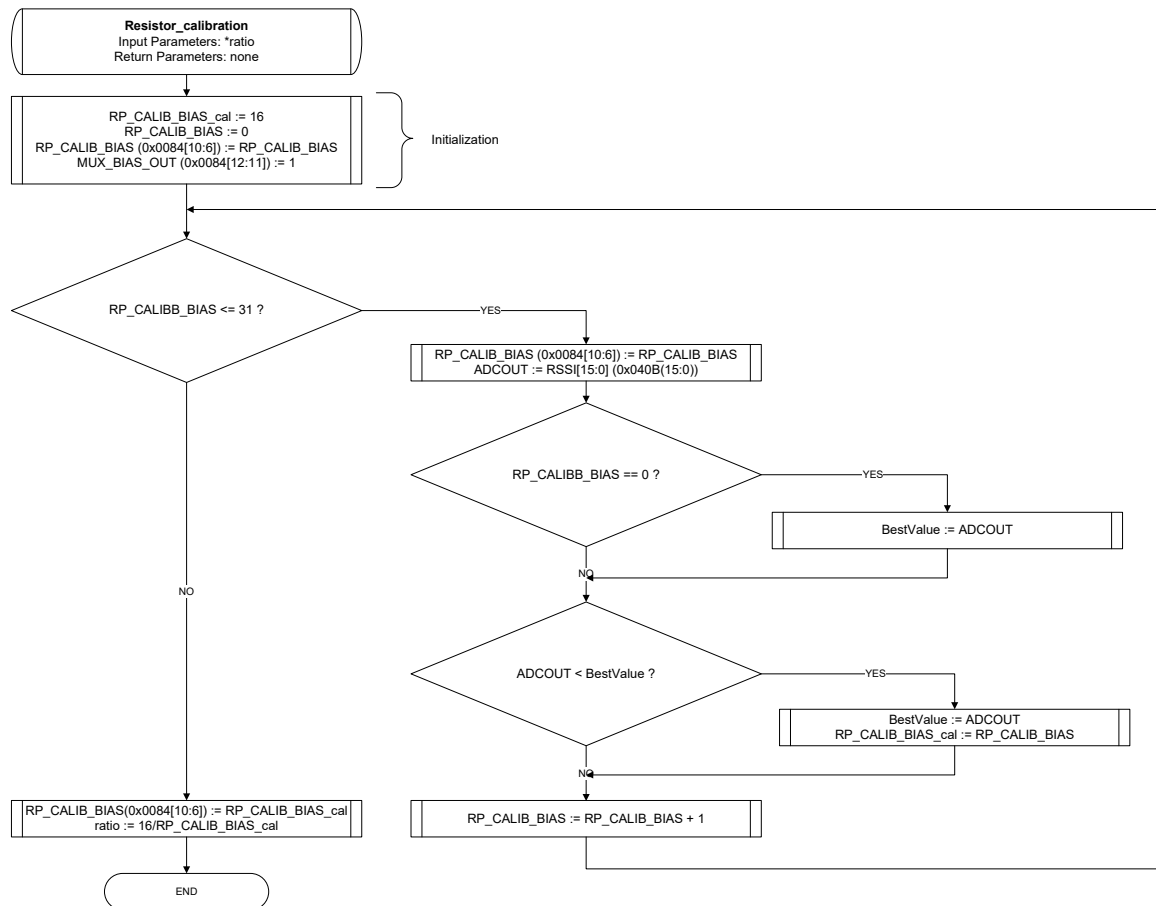 Resistor_calibration
Input Parameters: *ratio
Return Parameters: none
RP_CALIB_BIAS_cal := 16
RP_CALIB_BIAS := 0
RP_CALIB_BIAS (0x0084[10:6]) := RP_CALIB_BIAS
MUX_BIAS_OUT (0x0084[12:11]) := 1
Initialization
RP_CALIBB_BIAS <= 31 ?
YES
RP_CALIB_BIAS (0x0084[10:6]) := RP_CALIB_BIAS
ADCOUT := RSSI[15:0] (0x040B(15:0))
RP_CALIBB_BIAS == 0 ?
YES
BestValue := ADCOUT
NO
NO
ADCOUT < BestValue ?
YES
BestValue := ADCOUT
RP_CALIB_BIAS_cal := RP_CALIB_BIAS
NO
RP_CALIB_BIAS(0x0084[10:6]) := RP_CALIB_BIAS_cal
ratio := 16/RP_CALIB_BIAS_cal
RP_CALIB_BIAS := RP_CALIB_BIAS + 1
END